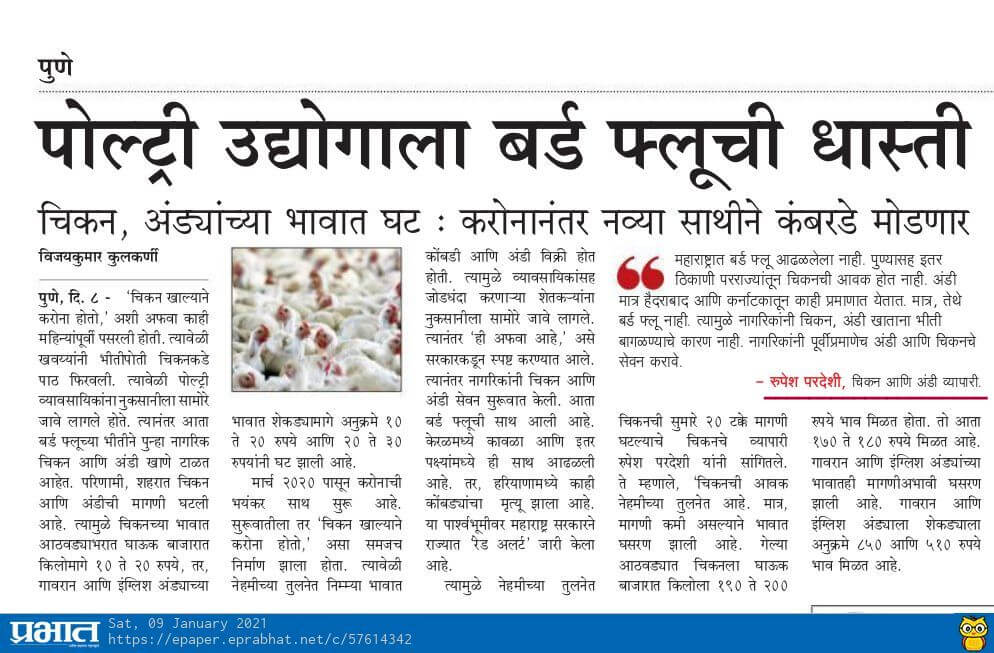 पुणे
पोल्ट्री उद्योगाला बर्ड फ्लूची धास्ती
चिकन, अंड्यांच्या भावात घट : करोनानंतर नव्या साथीने कंबरडे मोडणार
विजयकुमार कुलकर्णी
पुणे, दि. ८ - 'चिकन खाल्याने
करोना होतो,' अशी अफवा काही
महिन्यांपूर्वी पसरली होती. त्यावेळी
खवय्यांनी भीतीपोती चिकनकडे
पाठ फिरवली. त्यावेळी पोल्ट्री
व्यावसायिकांना नुकसानीला सामोरे
जावे लागले होते. त्यानंतर आता
बर्ड फ्लूच्या भीतीने पुन्हा नागरिक
चिकन आणि अंडी खाणे टाळत
आहेत. परिणामी, शहरात चिकन
आणि अंडीची मागणी घटली
आहे. त्यामुळे चिकनच्या भावात
आठवड्याभरात घाऊक बाजारात
किलोमागे १० ते २० रुपये, तर,
गावरान आणि इंग्लिश अंड्याच्या
भावात शेकड्यामागे अनुक्रमे १०
ते २० रुपये आणि २० ते ३०
रुपयांनी घट झाली आहे.
मार्च २०२० पासून करोनाची
भयंकर साथ सुरू आहे.
सुरूवातीला तर 'चिकन खाल्याने
करोना होतो,' असा समजच
निर्माण झाला होता. त्यावेळी
नेहमीच्या तुलनेत निम्म्या भावात
कोंबडी आणि अंडी विक्री होत
होती. त्यामुळे व्यावसायिकांसह
जोडधंदा करणाऱ्या शेतकऱ्यांना
नुकसानीला सामोरे जावे लागले.
त्यानंतर 'ही अफवा आहे,' असे
सरकारकडून स्पष्ट करण्यात आले.
त्यानंतर नागरिकांनी चिकन आणि
अंडी सेवन सुरूवात केली. आता
बर्ड फ्लूची साथ आली आहे.
केरळमध्ये कावळा आणि इतर
पक्ष्यांमध्ये ही साथ आढळली
आहे. तर, हरियाणामध्ये काही
कोंबड्यांचा मृत्यू झाला आहे.
या पार्श्वभूमीवर महाराष्ट्र सरकारने
राज्यात 'रेड अलर्ट' जारी केला
आहे.
त्यामुळे नेहमीच्या तुलनेत
महाराष्ट्रात बर्ड फ्लू आढळलेला नाही. पुण्यासह इतर
ठिकाणी परराज्यांतून चिकनची आवक होत नाही. अंडी
मात्र हैदराबाद आणि कर्नाटकातून काही प्रमाणात येतात. मात्र, तेथे
बर्ड फ्लू नाही. त्यामुळे नागरिकांनी चिकन, अंडी खाताना भीती
बागळण्याचे कारण नाही. नागरिकांनी पूर्वीप्रमाणेच अंडी आणि चिकनचे
सेवन करावे.
– रुपेश परदेशी, चिकन आणि अंडी व्यापारी.
चिकनची सुमारे २० टक्के मागणी
घटल्याचे चिकनचे व्यापारी
रुपेश परदेशी यांनी सांगितले.
ते म्हणाले, 'चिकनची आवक
नेहमीच्या तुलनेत आहे. मात्र,
मागणी कमी असल्याने भावात
घसरण झाली आहे. गेल्या
आठवड्यात चिकनला घाऊक
बाजारात किलोला १९० ते २००
रुपये भाव मिळत होता. तो आता
१७० ते १८० रुपये मिळत आहे.
गावरान आणि इंग्लिश अंड्यांच्या
भावातही मागणीअभावी घसरण
झाली आहे. गावरान आणि
इंग्लिश अंड्याला शेकड्याला
अनुक्रमे ८५० आणि ५१० रुपये
भाव मिळत आहे.
प्रभात
Sat, 09 January 2021
https://epaper.eprabhat.net/c/57614342